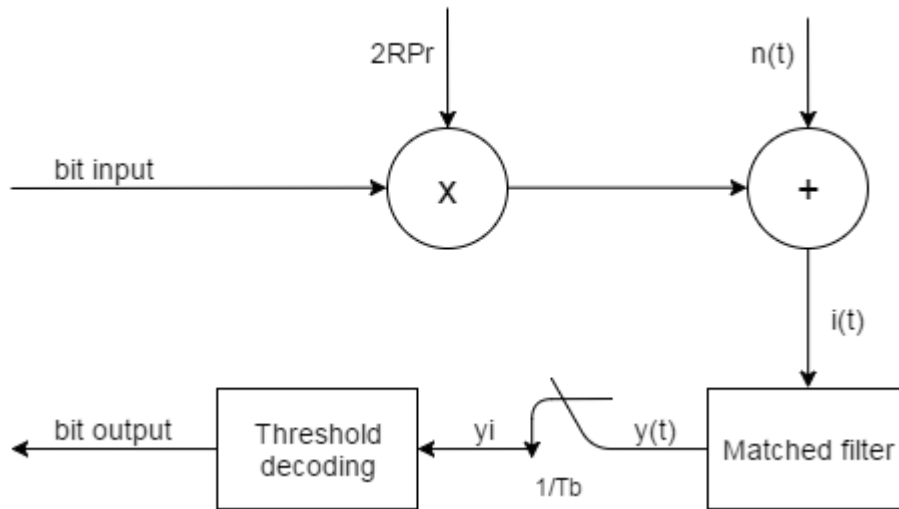 2RPr
n(t)
bit input
x
+
i(t)
bit output
Threshold
decoding
yi
y(t)
Matched filter
1/Tb